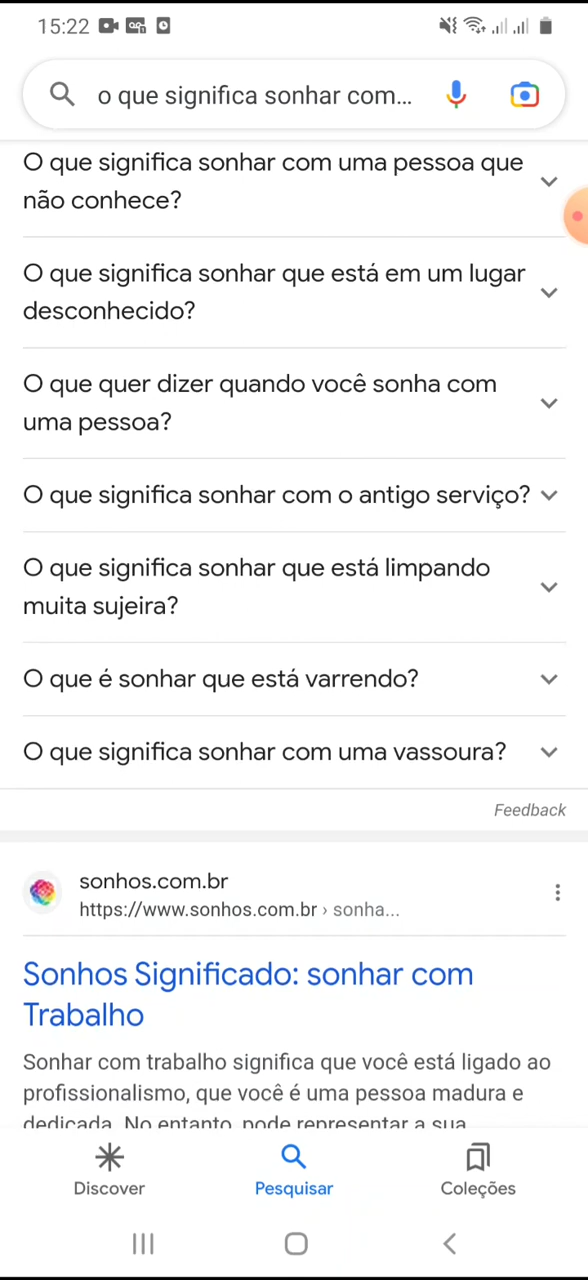 15:22
o que significa sonhar com...
O que significa sonhar com uma pessoa que
não conhece?
O que significa sonhar que está em um lugar
desconhecido?
O que quer dizer quando você sonha com
uma pessoa?
O que significa sonhar com o antigo serviço?
O que significa sonhar que está limpando
muita sujeira?
O que é sonhar que está varrendo?
O que significa sonhar com uma vassoura?
Feedback
sonhos.com.br
https://www.sonhos.com.br › sonha...
Sonhos Significado: sonhar com
Trabalho
Sonhar com trabalho significa que você está ligado ao
profissionalismo, que você é uma pessoa madura e
dedicada. No entanto, pode representar a sua
Discover
Pesquisar
Coleções